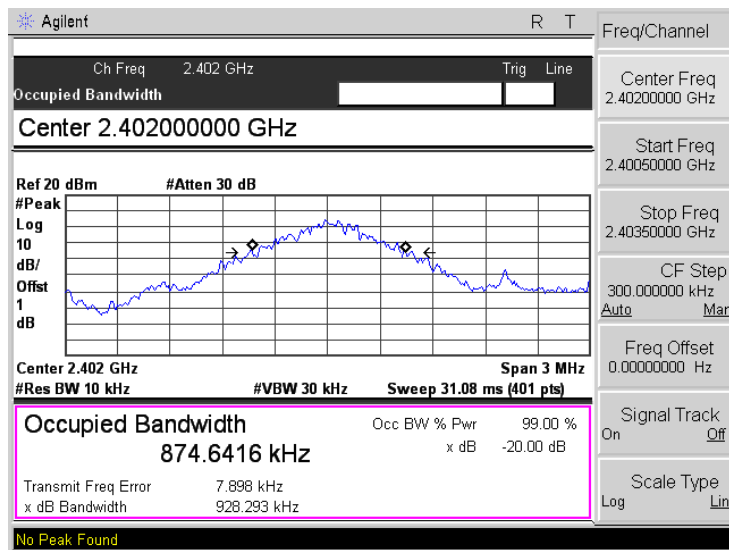 Agilent R T
Freq/Channel
Ch Freq 2.402 GHz Trig Line
Occupied Bandwidth
Center 2.402000000 GHz
Ref 20 dBm #Atten 30 dB
#Peak
Log
10
dB/
Offst
1
dB
Center 2.402 GHz Span 3 MHz
#Res BW 10 kHz #VBW 30 kHz Sweep 31.08 ms (401 pts)
Occupied Bandwidth
874.6416 kHz
Occ BW % Pwr 99.00 %
x dB -20.00 dB
Transmit Freq Error 7.898 kHz
x dB Bandwidth 928.293 kHz
No Peak Found
Center Freq
2.40200000 GHz
Start Freq
2.40050000 GHz
Stop Freq
2.40350000 GHz
CF Step
300.000000 kHz
Auto Man
Freq Offset
0.00000000 Hz
Signal Track
On Off
Scale Type
Log Lin